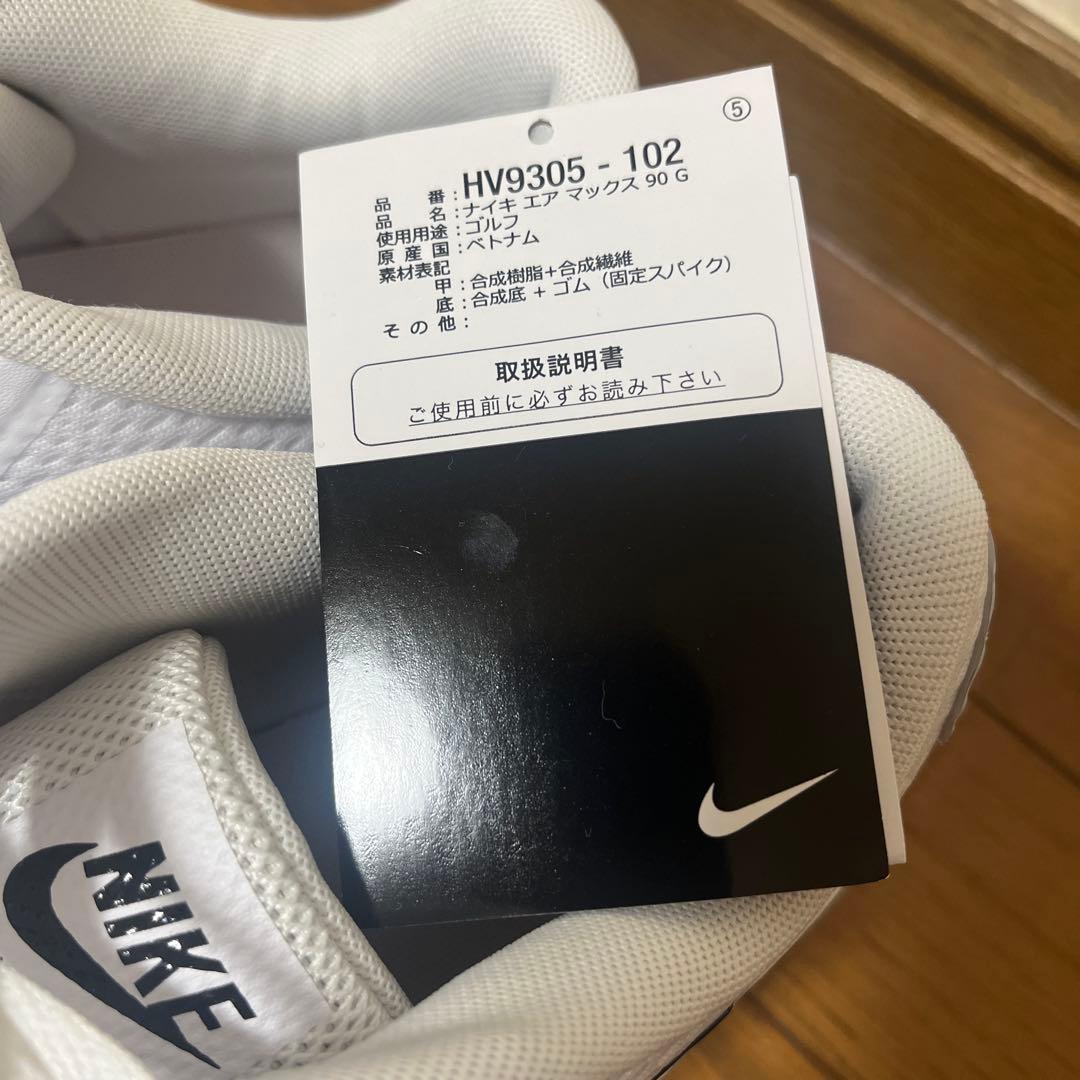 ⑤
品番：HV9305 - 102
品名：ナイキ エア マックス 90 G
使用用途：ゴルフ
原産国：ベトナム
素材表記
甲：合成樹脂+合成繊維
底：合成底 + ゴム（固定スパイク）
その他：
取扱説明書
ご使用前に必ずお読み下さい
NIKE